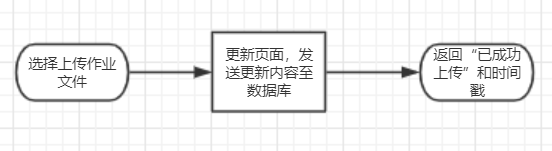 选择上传作业
文件
更新页面，发
送更新内容至
数据库
返回“已成功
上传”和时间
戳